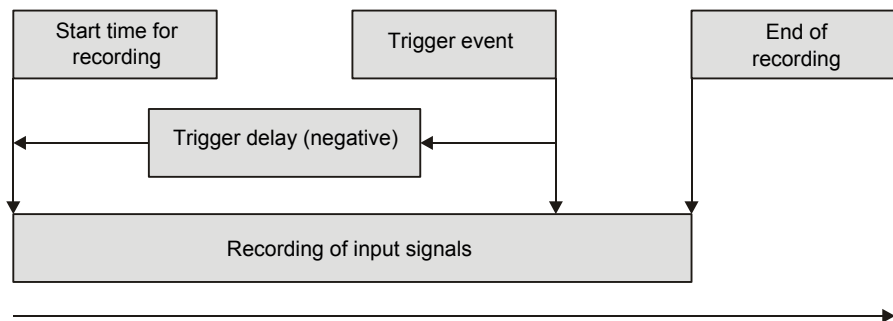 Start time for
recording
Trigger event
End of
recording
Trigger delay (negative)
Recording of input signals